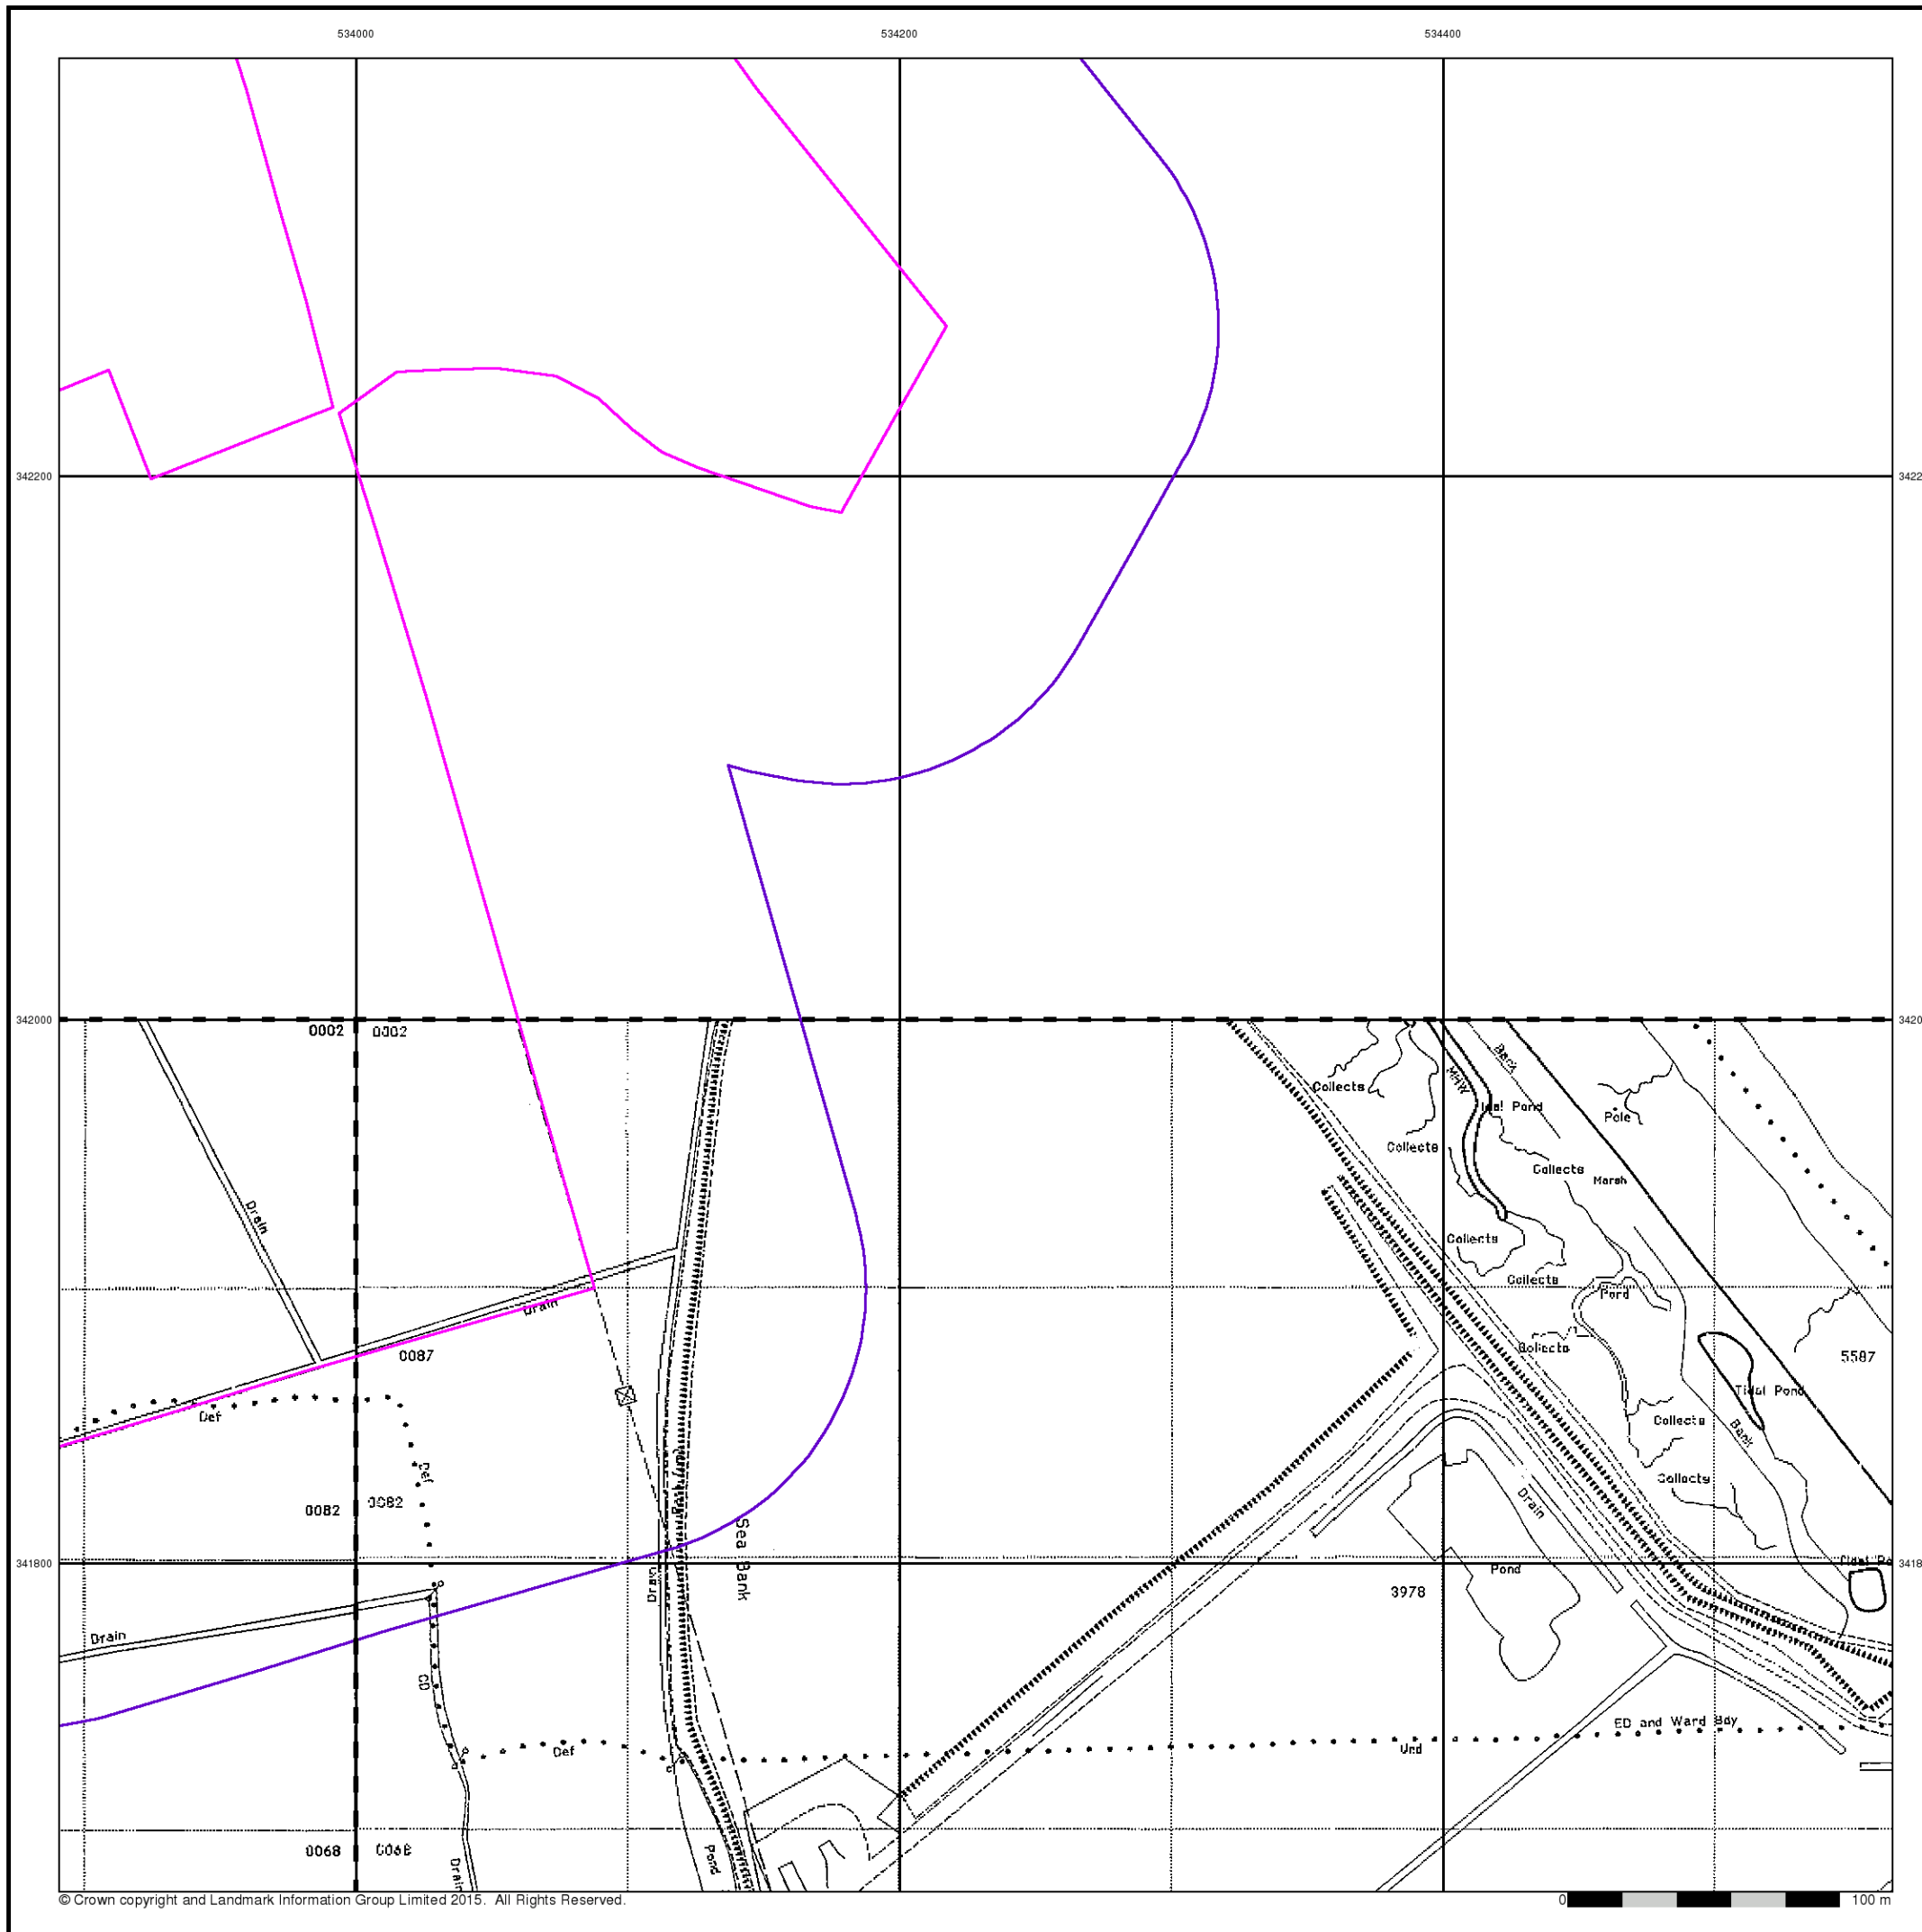 534000 534200 534400
342200
342000
0002 0002
Bank
MHW
Collects
Pond
Pole
Collects
Collects
Marsh
Drain
Collects
Collects
Pond
Drain
0087
Collects
5587
Tidal Pond
Def
Collects
Bank
Def
Collects
0082 0082
Drain
Sea Bank
341800
Drain
Pond
3978
Drain
CD
ED and Ward Bdy
Def
Und
0068 0068
Pond
Drain
© Crown copyright and Landmark Information Group Limited 2015. All Rights Reserved.
0 100 m